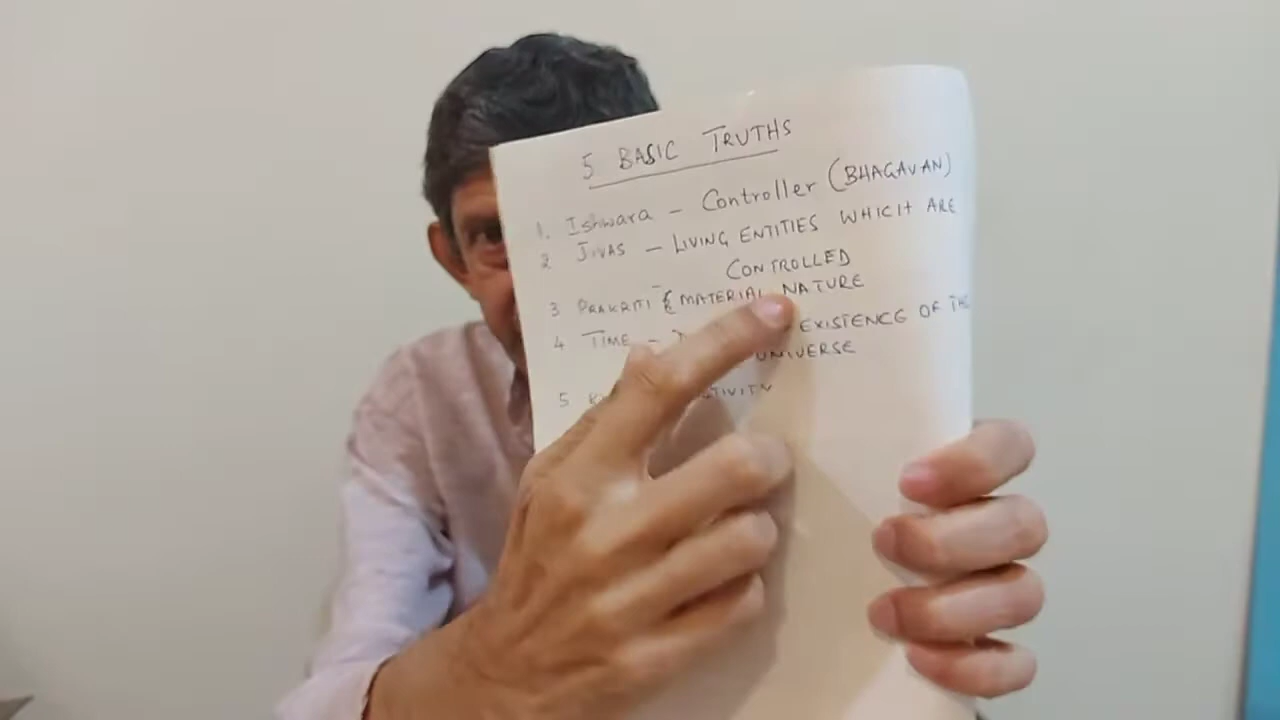 5 BASIC TRUTHS
1. Ishwara - Controller (BHAGAVAN)
2 JIVAS - LIVING ENTITIES WHICH ARE
CONTROLLED
3 PRAKRITI - { MATERIAL NATURE
4 TIME - EXISTENCE OF THE
UNIVERSE
5